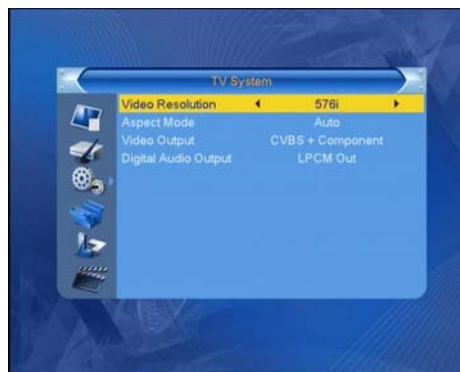 TV System
Video Resolution 576i
Aspect Mode Auto
Video Output CVBS + Component
Digital Audio Output LPCM Out